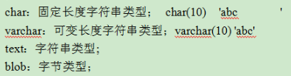 char：固定长度字符串类型； char(10)  'abc       '
varchar：可变长度字符串类型；varchar(10) 'abc'
text：字符串类型；
blob：字节类型；